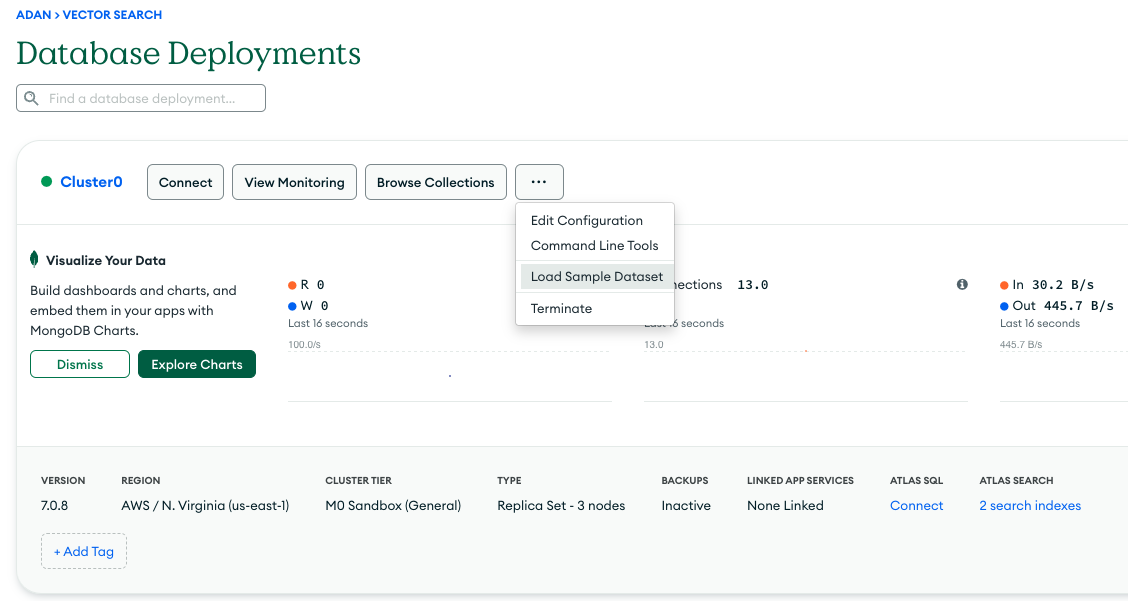 ADAN > VECTOR SEARCH
Database Deployments
Find a database deployment...
Cluster0
Connect
View Monitoring
Browse Collections
...
Edit Configuration
Command Line Tools
Load Sample Dataset
Terminate
Visualize Your Data
Build dashboards and charts, and
embed them in your apps with
MongoDB Charts.
Dismiss
Explore Charts
R 0
W 0
Last 16 seconds
100.0/s
nections 13.0
Last 16 seconds
13.0
In 30.2 B/s
Out 445.7 B/s
Last 16 seconds
445.7 B/s
VERSION
7.0.8
REGION
AWS / N. Virginia (us-east-1)
CLUSTER TIER
M0 Sandbox (General)
TYPE
Replica Set - 3 nodes
BACKUPS
Inactive
LINKED APP SERVICES
None Linked
ATLAS SQL
Connect
ATLAS SEARCH
2 search indexes
+ Add Tag